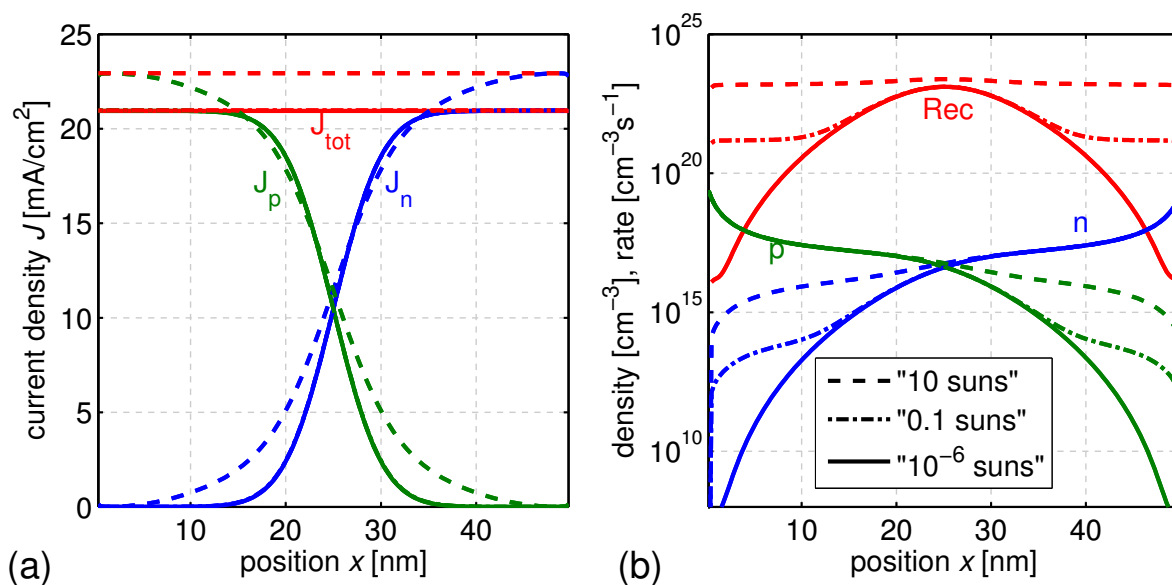 25
20
15
10
5
0
current density J [mA/cm²]
J_tot
J_p
J_n
10 20 30 40
position x [nm]
(a)
10²⁵
10²⁰
10¹⁵
10¹⁰
density [cm⁻³], rate [cm⁻³s⁻¹]
Rec
n
p
"10 suns"
"0.1 suns"
"10⁻⁶ suns"
10 20 30 40
position x [nm]
(b)